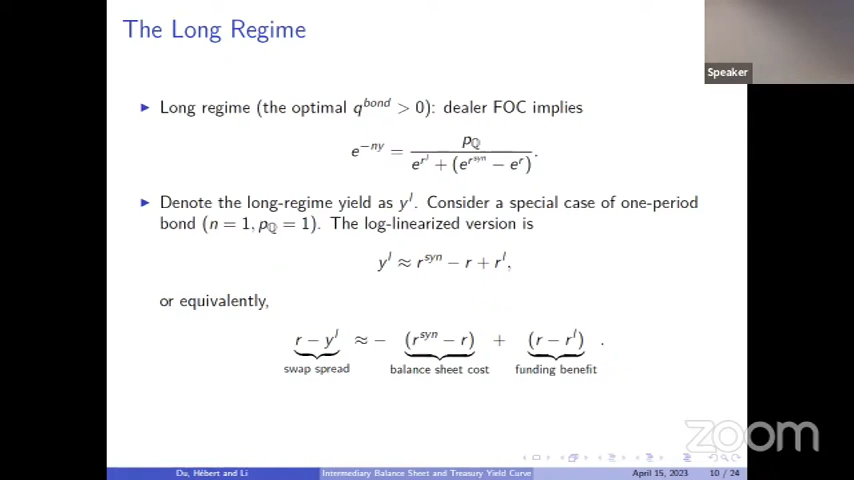 The Long Regime
Speaker
▶ Long regime (the optimal q^{bond} > 0): dealer FOC implies
e^{-ny} = \frac{p_ℚ}{e^{r^l} + (e^{r^{syn}} − e^r)}.
▶ Denote the long-regime yield as y^l. Consider a special case of one-period
bond (n = 1, p_ℚ = 1). The log-linearized version is
y^l ≈ r^{syn} − r + r^l,
or equivalently,
r − y^l ≈ − (r^{syn} − r) + (r − r^l) .
swap spread balance sheet cost funding benefit
zoom
Du, Hébert and Li Intermediary Balance Sheet and Treasury Yield Curve April 15, 2023 10 / 24